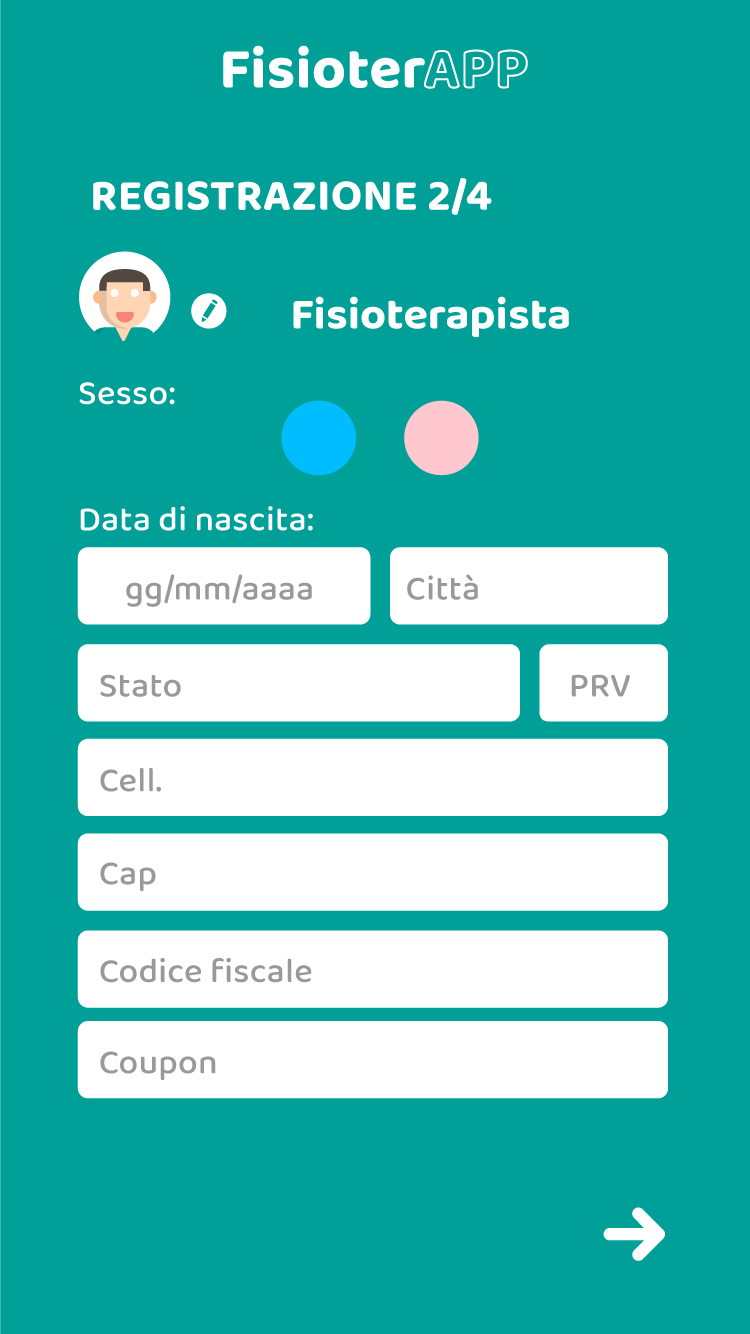 FisioterAPP
REGISTRAZIONE 2/4
Fisioterapista
Sesso:
Data di nascita:
gg/mm/aaaa Città
Stato PRV
Cell.
Cap
Codice fiscale
Coupon